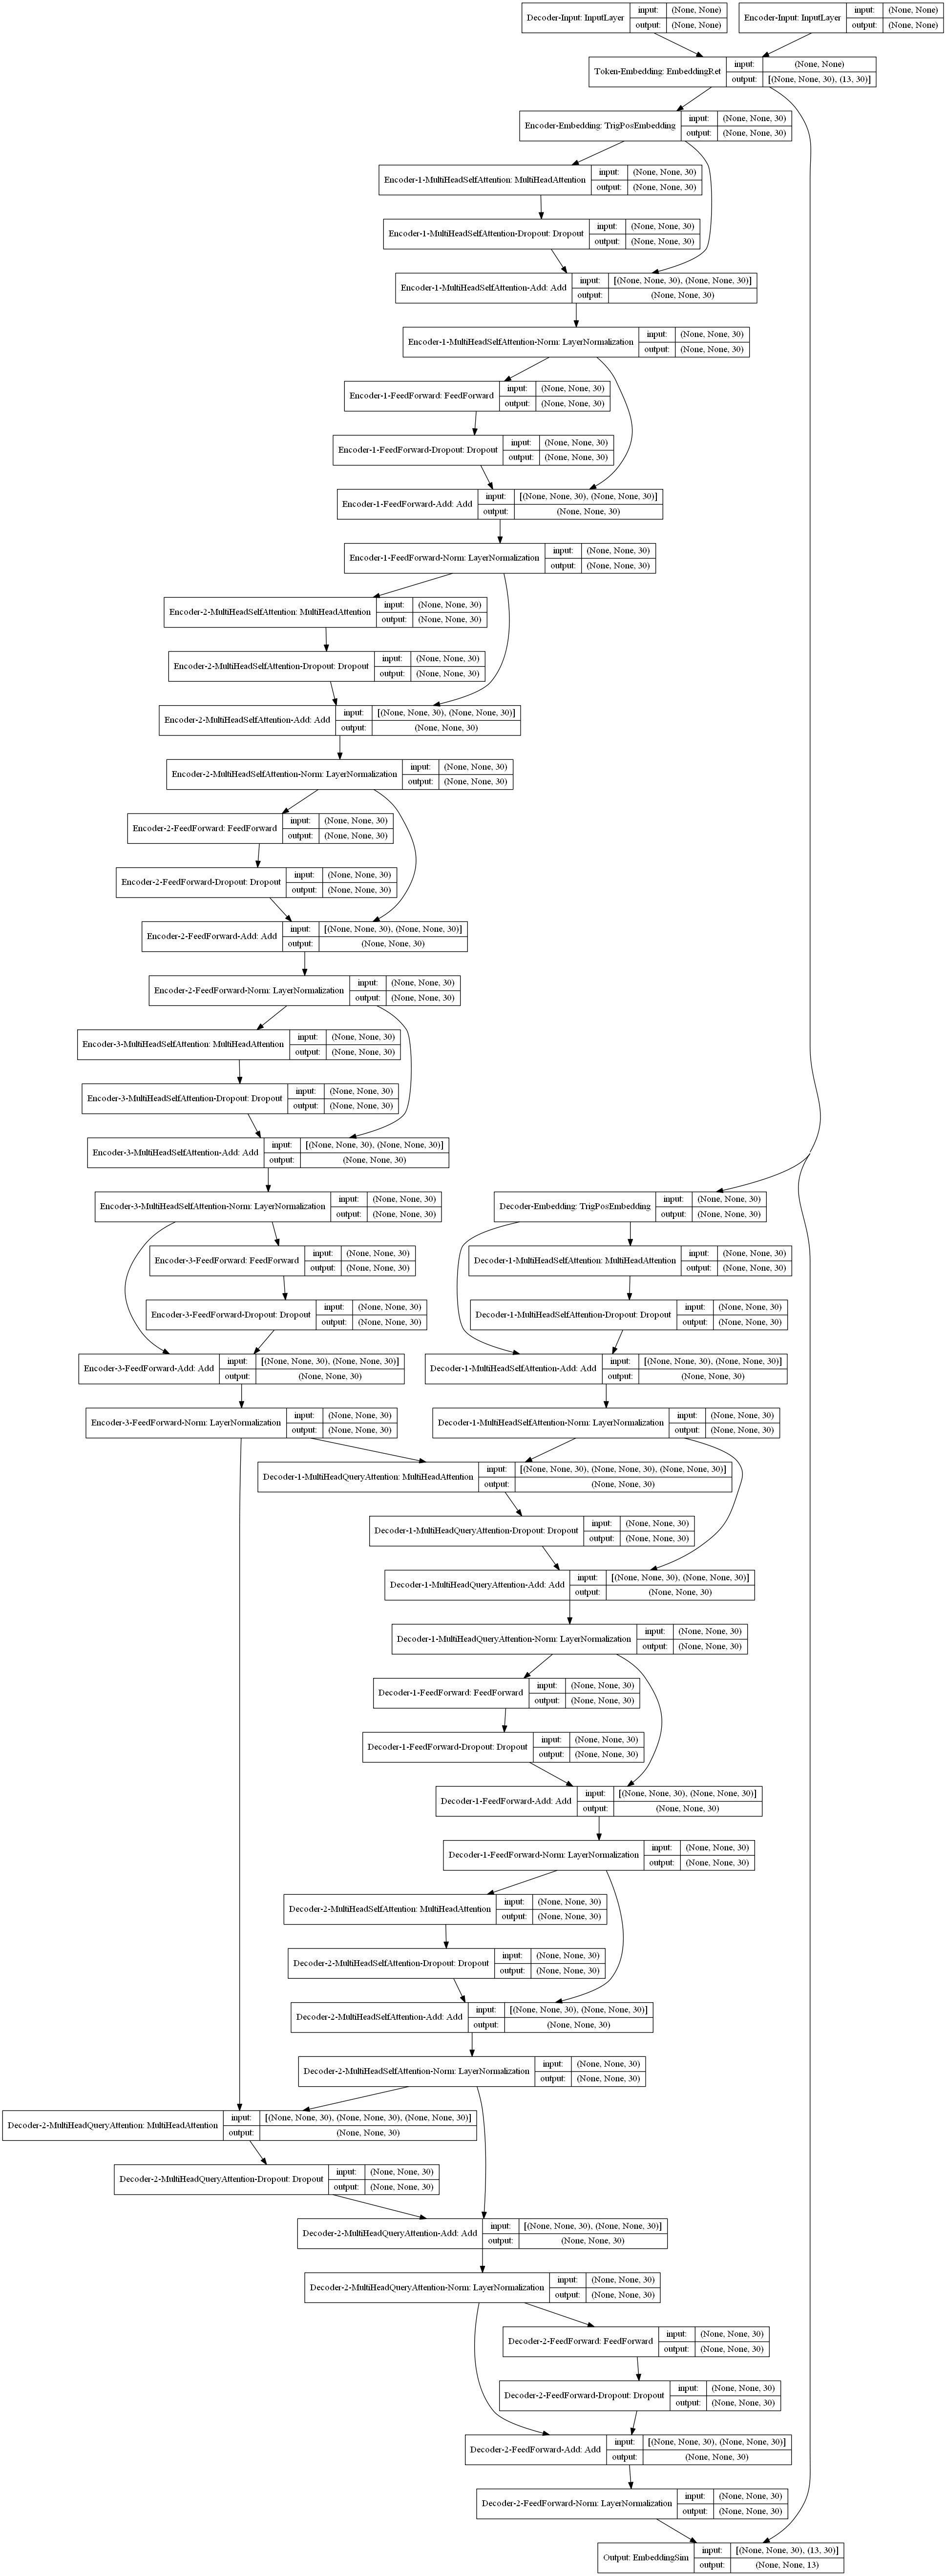 Decoder-Input: InputLayer input: (None, None)
output: (None, None)
Encoder-Input: InputLayer input: (None, None)
output: (None, None)
Token-Embedding: EmbeddingRet input: (None, None)
output: [(None, None, 30), (13, 30)]
Encoder-Embedding: TrigPosEmbedding input: (None, None, 30)
output: (None, None, 30)
Encoder-1-MultiHeadSelfAttention: MultiHeadAttention input: (None, None, 30)
output: (None, None, 30)
Encoder-1-MultiHeadSelfAttention-Dropout: Dropout input: (None, None, 30)
output: (None, None, 30)
Encoder-1-MultiHeadSelfAttention-Add: Add input: [(None, None, 30), (None, None, 30)]
output: (None, None, 30)
Encoder-1-MultiHeadSelfAttention-Norm: LayerNormalization input: (None, None, 30)
output: (None, None, 30)
Encoder-1-FeedForward: FeedForward input: (None, None, 30)
output: (None, None, 30)
Encoder-1-FeedForward-Dropout: Dropout input: (None, None, 30)
output: (None, None, 30)
Encoder-1-FeedForward-Add: Add input: [(None, None, 30), (None, None, 30)]
output: (None, None, 30)
Encoder-1-FeedForward-Norm: LayerNormalization input: (None, None, 30)
output: (None, None, 30)
Encoder-2-MultiHeadSelfAttention: MultiHeadAttention input: (None, None, 30)
output: (None, None, 30)
Encoder-2-MultiHeadSelfAttention-Dropout: Dropout input: (None, None, 30)
output: (None, None, 30)
Encoder-2-MultiHeadSelfAttention-Add: Add input: [(None, None, 30), (None, None, 30)]
output: (None, None, 30)
Encoder-2-MultiHeadSelfAttention-Norm: LayerNormalization input: (None, None, 30)
output: (None, None, 30)
Encoder-2-FeedForward: FeedForward input: (None, None, 30)
output: (None, None, 30)
Encoder-2-FeedForward-Dropout: Dropout input: (None, None, 30)
output: (None, None, 30)
Encoder-2-FeedForward-Add: Add input: [(None, None, 30), (None, None, 30)]
output: (None, None, 30)
Encoder-2-FeedForward-Norm: LayerNormalization input: (None, None, 30)
output: (None, None, 30)
Encoder-3-MultiHeadSelfAttention: MultiHeadAttention input: (None, None, 30)
output: (None, None, 30)
Encoder-3-MultiHeadSelfAttention-Dropout: Dropout input: (None, None, 30)
output: (None, None, 30)
Encoder-3-MultiHeadSelfAttention-Add: Add input: [(None, None, 30), (None, None, 30)]
output: (None, None, 30)
Encoder-3-MultiHeadSelfAttention-Norm: LayerNormalization input: (None, None, 30)
output: (None, None, 30)
Decoder-Embedding: TrigPosEmbedding input: (None, None, 30)
output: (None, None, 30)
Encoder-3-FeedForward: FeedForward input: (None, None, 30)
output: (None, None, 30)
Decoder-1-MultiHeadSelfAttention: MultiHeadAttention input: (None, None, 30)
output: (None, None, 30)
Encoder-3-FeedForward-Dropout: Dropout input: (None, None, 30)
output: (None, None, 30)
Decoder-1-MultiHeadSelfAttention-Dropout: Dropout input: (None, None, 30)
output: (None, None, 30)
Encoder-3-FeedForward-Add: Add input: [(None, None, 30), (None, None, 30)]
output: (None, None, 30)
Decoder-1-MultiHeadSelfAttention-Add: Add input: [(None, None, 30), (None, None, 30)]
output: (None, None, 30)
Encoder-3-FeedForward-Norm: LayerNormalization input: (None, None, 30)
output: (None, None, 30)
Decoder-1-MultiHeadSelfAttention-Norm: LayerNormalization input: (None, None, 30)
output: (None, None, 30)
Decoder-1-MultiHeadQueryAttention: MultiHeadAttention input: [(None, None, 30), (None, None, 30), (None, None, 30)]
output: (None, None, 30)
Decoder-1-MultiHeadQueryAttention-Dropout: Dropout input: (None, None, 30)
output: (None, None, 30)
Decoder-1-MultiHeadQueryAttention-Add: Add input: [(None, None, 30), (None, None, 30)]
output: (None, None, 30)
Decoder-1-MultiHeadQueryAttention-Norm: LayerNormalization input: (None, None, 30)
output: (None, None, 30)
Decoder-1-FeedForward: FeedForward input: (None, None, 30)
output: (None, None, 30)
Decoder-1-FeedForward-Dropout: Dropout input: (None, None, 30)
output: (None, None, 30)
Decoder-1-FeedForward-Add: Add input: [(None, None, 30), (None, None, 30)]
output: (None, None, 30)
Decoder-1-FeedForward-Norm: LayerNormalization input: (None, None, 30)
output: (None, None, 30)
Decoder-2-MultiHeadSelfAttention: MultiHeadAttention input: (None, None, 30)
output: (None, None, 30)
Decoder-2-MultiHeadSelfAttention-Dropout: Dropout input: (None, None, 30)
output: (None, None, 30)
Decoder-2-MultiHeadSelfAttention-Add: Add input: [(None, None, 30), (None, None, 30)]
output: (None, None, 30)
Decoder-2-MultiHeadSelfAttention-Norm: LayerNormalization input: (None, None, 30)
output: (None, None, 30)
Decoder-2-MultiHeadQueryAttention: MultiHeadAttention input: [(None, None, 30), (None, None, 30), (None, None, 30)]
output: (None, None, 30)
Decoder-2-MultiHeadQueryAttention-Dropout: Dropout input: (None, None, 30)
output: (None, None, 30)
Decoder-2-MultiHeadQueryAttention-Add: Add input: [(None, None, 30), (None, None, 30)]
output: (None, None, 30)
Decoder-2-MultiHeadQueryAttention-Norm: LayerNormalization input: (None, None, 30)
output: (None, None, 30)
Decoder-2-FeedForward: FeedForward input: (None, None, 30)
output: (None, None, 30)
Decoder-2-FeedForward-Dropout: Dropout input: (None, None, 30)
output: (None, None, 30)
Decoder-2-FeedForward-Add: Add input: [(None, None, 30), (None, None, 30)]
output: (None, None, 30)
Decoder-2-FeedForward-Norm: LayerNormalization input: (None, None, 30)
output: (None, None, 30)
Output: EmbeddingSim input: [(None, None, 30), (13, 30)]
output: (None, None, 13)